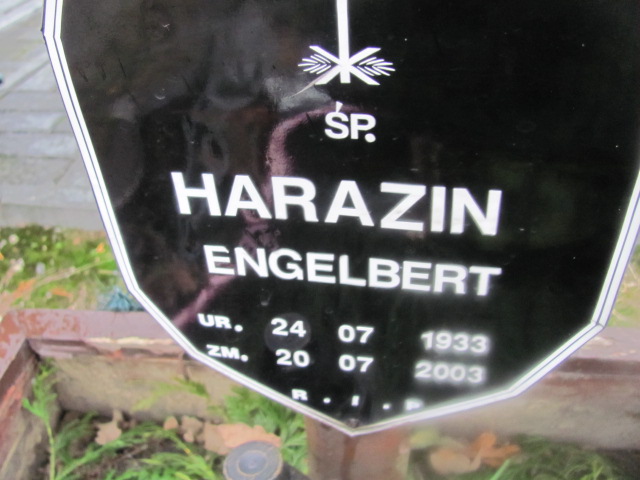 ŚP.
HARAZIN
ENGELBERT
UR. 24 07 1933
ZM. 20 07 2003
R . I . P